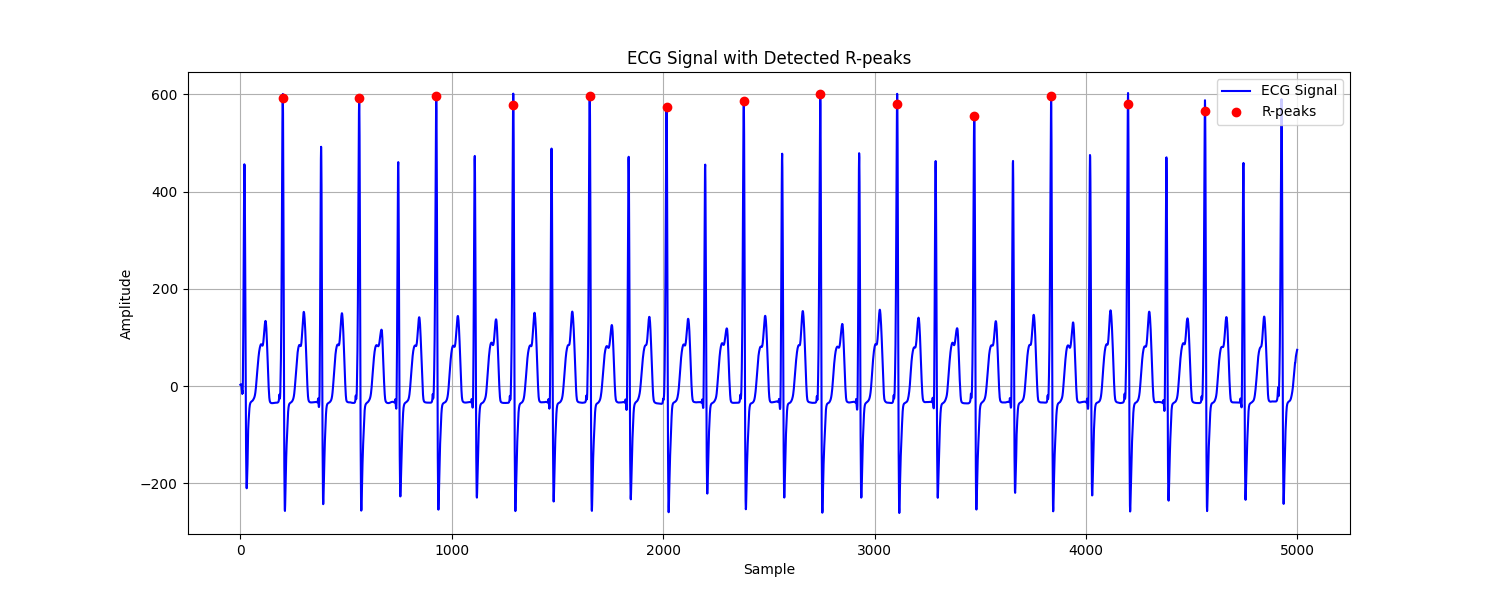 ECG Signal with Detected R-peaks
ECG Signal
R-peaks
600
400
200
0
−200
Amplitude
0
1000
2000
3000
4000
5000
Sample